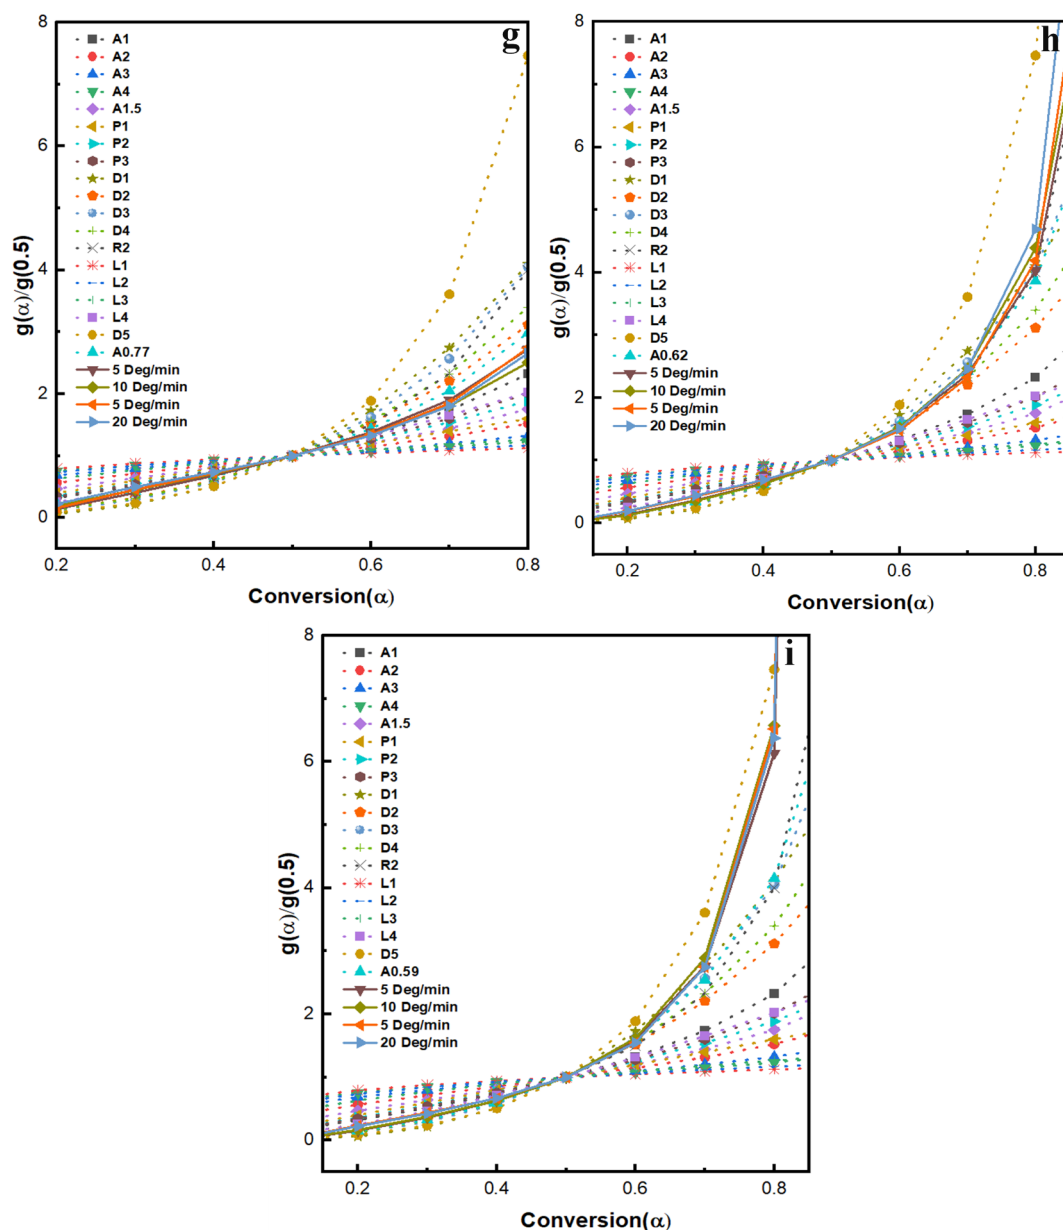 g
8
6
4
2
0
g(α)/g(0.5)
A1
A2
A3
A4
A1.5
P1
P2
P3
D1
D2
D3
D4
R2
L1
L2
L3
L4
D5
A0.77
5 Deg/min
10 Deg/min
5 Deg/min
20 Deg/min
0.2
0.4
0.6
0.8
Conversion(α)
h
8
6
4
2
0
g(α)/g(0.5)
A1
A2
A3
A4
A1.5
P1
P2
P3
D1
D2
D3
D4
R2
L1
L2
L3
L4
D5
A0.62
5 Deg/min
10 Deg/min
5 Deg/min
20 Deg/min
0.2
0.4
0.6
0.8
Conversion(α)
i
8
6
4
2
0
g(α)/g(0.5)
A1
A2
A3
A4
A1.5
P1
P2
P3
D1
D2
D3
D4
R2
L1
L2
L3
L4
D5
A0.59
5 Deg/min
10 Deg/min
5 Deg/min
20 Deg/min
0.2
0.4
0.6
0.8
Conversion(α)